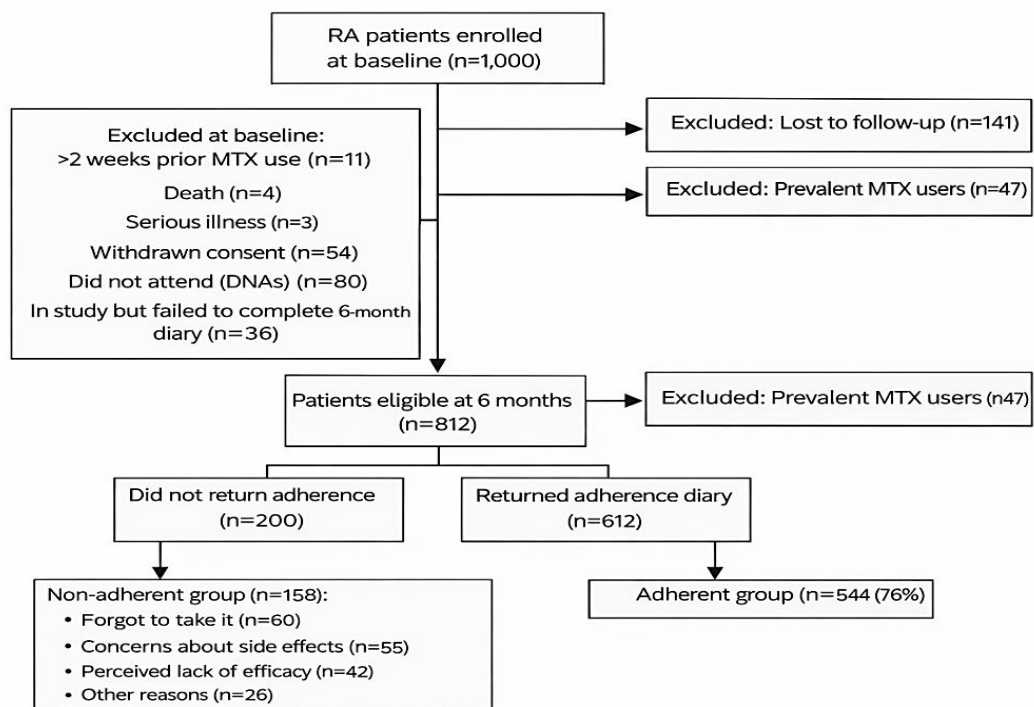 RA patients enrolled
at baseline (n=1,000)
Excluded: Lost to follow-up (n=141)
Excluded: Prevalent MTX users (n=47)
Excluded at baseline:
>2 weeks prior MTX use (n=11)
Death (n=4)
Serious illness (n=3)
Withdrawn consent (n=54)
Did not attend (DNAs) (n=80)
In study but failed to complete 6-month
diary (n=36)
Patients eligible at 6 months
(n=812)
Excluded: Prevalent MTX users (n47)
Did not return adherence
(n=200)
Returned adherence diary
(n=612)
Non-adherent group (n=158):
• Forgot to take it (n=60)
• Concerns about side effects (n=55)
• Perceived lack of efficacy (n=42)
• Other reasons (n=26)
Adherent group (n=544 (76%)